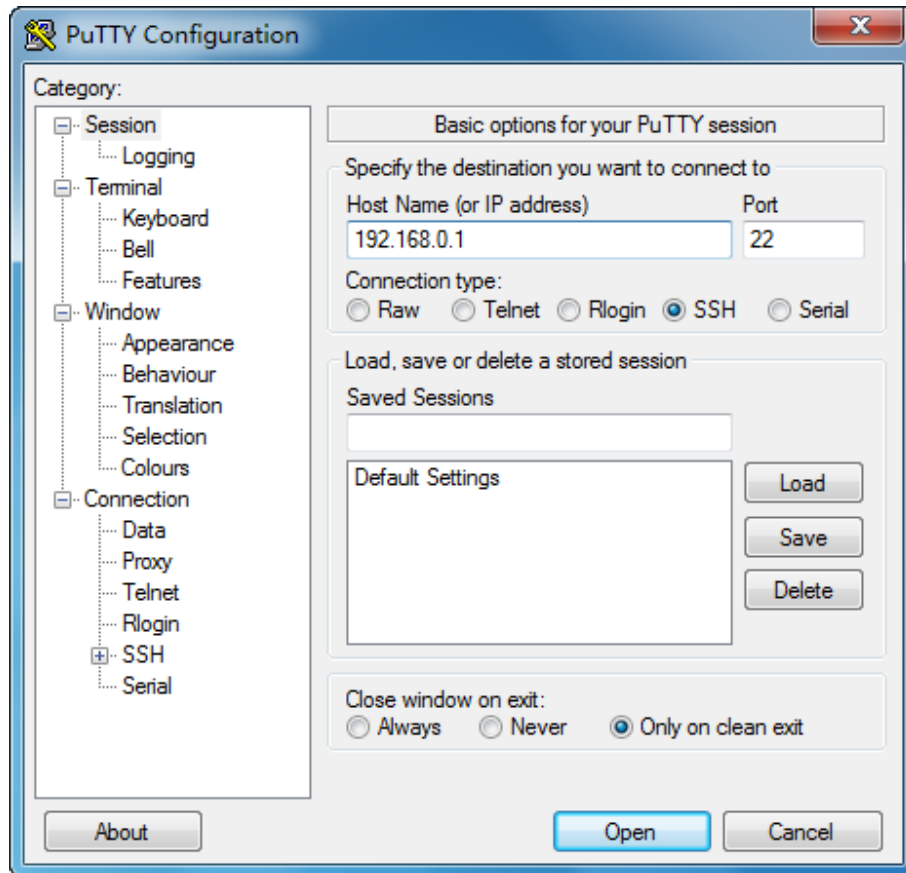 PuTTY Configuration
Category:
Session
Logging
Terminal
Keyboard
Bell
Features
Window
Appearance
Behaviour
Translation
Selection
Colours
Connection
Data
Proxy
Telnet
Rlogin
SSH
Serial
Basic options for your PuTTY session
Specify the destination you want to connect to
Host Name (or IP address) Port
192.168.0.1 22
Connection type:
Raw Telnet Rlogin SSH Serial
Load, save or delete a stored session
Saved Sessions
Default Settings
Load
Save
Delete
Close window on exit:
Always Never Only on clean exit
About Open Cancel